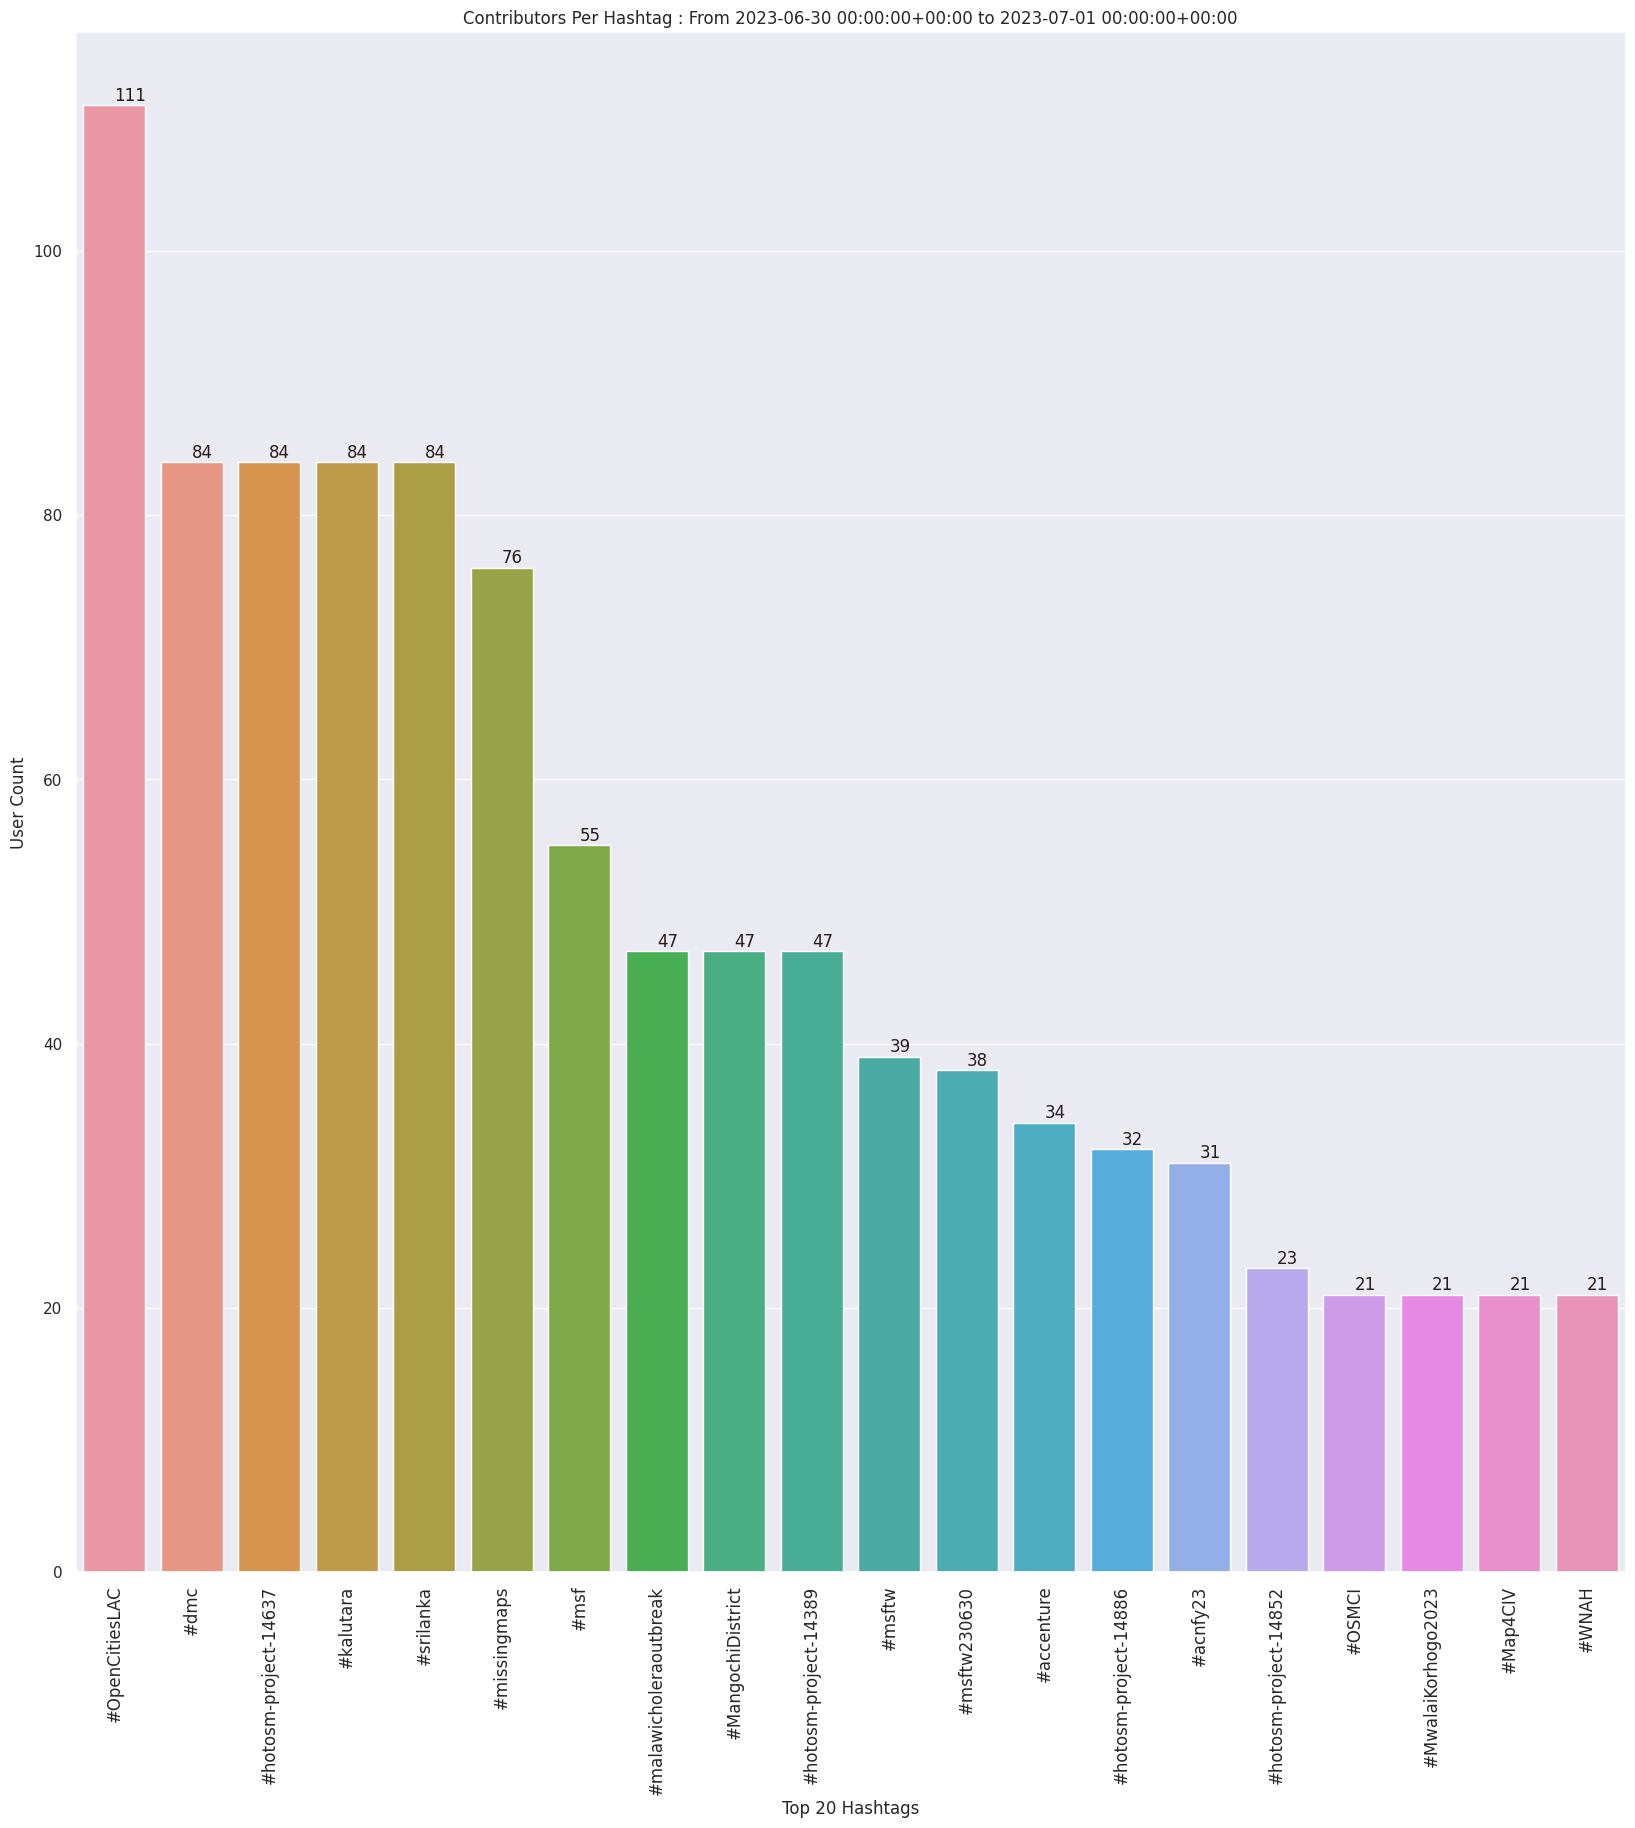 Contributors Per Hashtag : From 2023-06-30 00:00:00+00:00 to 2023-07-01 00:00:00+00:00
111
84
84
84
84
76
55
47
47
47
39
38
34
32
31
23
21
21
21
21
100
80
60
40
20
0
User Count
#OpenCitiesLAC
#dmc
#hotosm-project-14637
#kalutara
#srilanka
#missingmaps
#msf
#malawicholeraoutbreak
#MangochiDistrict
#hotosm-project-14389
#msftw
#msftw230630
#accenture
#hotosm-project-14886
#acnfy23
#hotosm-project-14852
#OSMCI
#MwalaiKorhogo2023
#Map4CIV
#WNAH
Top 20 Hashtags